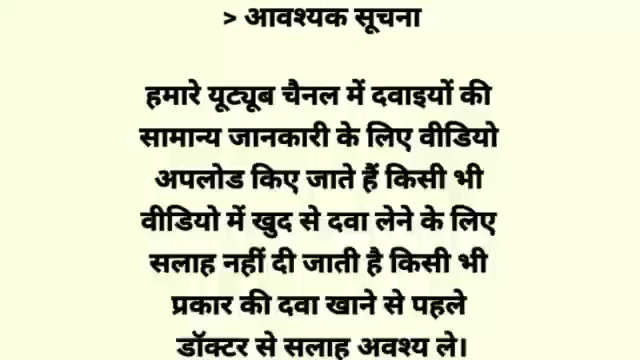 > आवश्यक सूचना
हमारे यूट्यूब चैनल में दवाइयों की
सामान्य जानकारी के लिए वीडियो
अपलोड किए जाते हैं किसी भी
वीडियो में खुद से दवा लेने के लिए
सलाह नहीं दी जाती है किसी भी
प्रकार की दवा खाने से पहले
डॉक्टर से सलाह अवश्य ले।